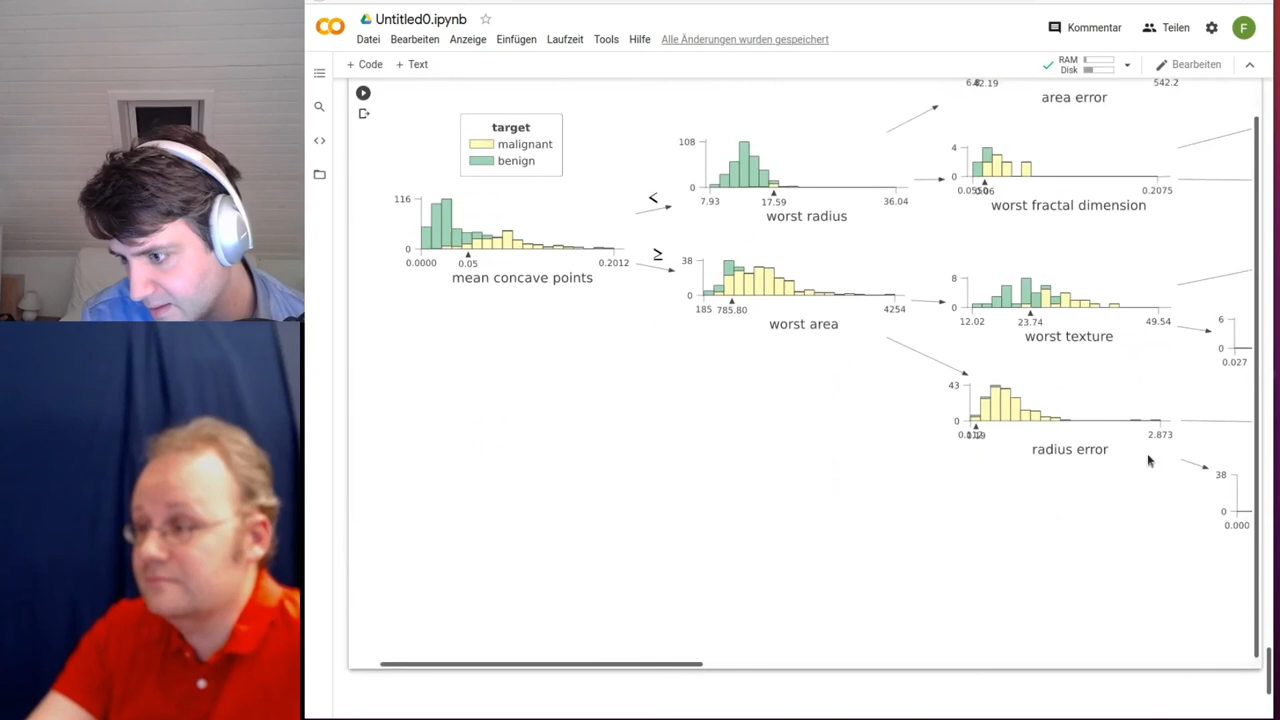 Untitled0.ipynb
Kommentar
Teilen
F
Datei Bearbeiten Anzeige Einfügen Laufzeit Tools Hilfe Alle Änderungen wurden gespeichert
+ Code + Text
RAM
Disk
Bearbeiten
542.2
area error
target
malignant
benign
108
0
7.93 17.59 36.04
worst radius
<
4
0
0.2075
worst fractal dimension
116
0
0.0000 0.05 0.2012
mean concave points
≥
38
0
185 785.80 4254
worst area
8
0
12.02 23.74 49.54
worst texture
6
0
0.027
43
0
2.873
radius error
38
0
0.000